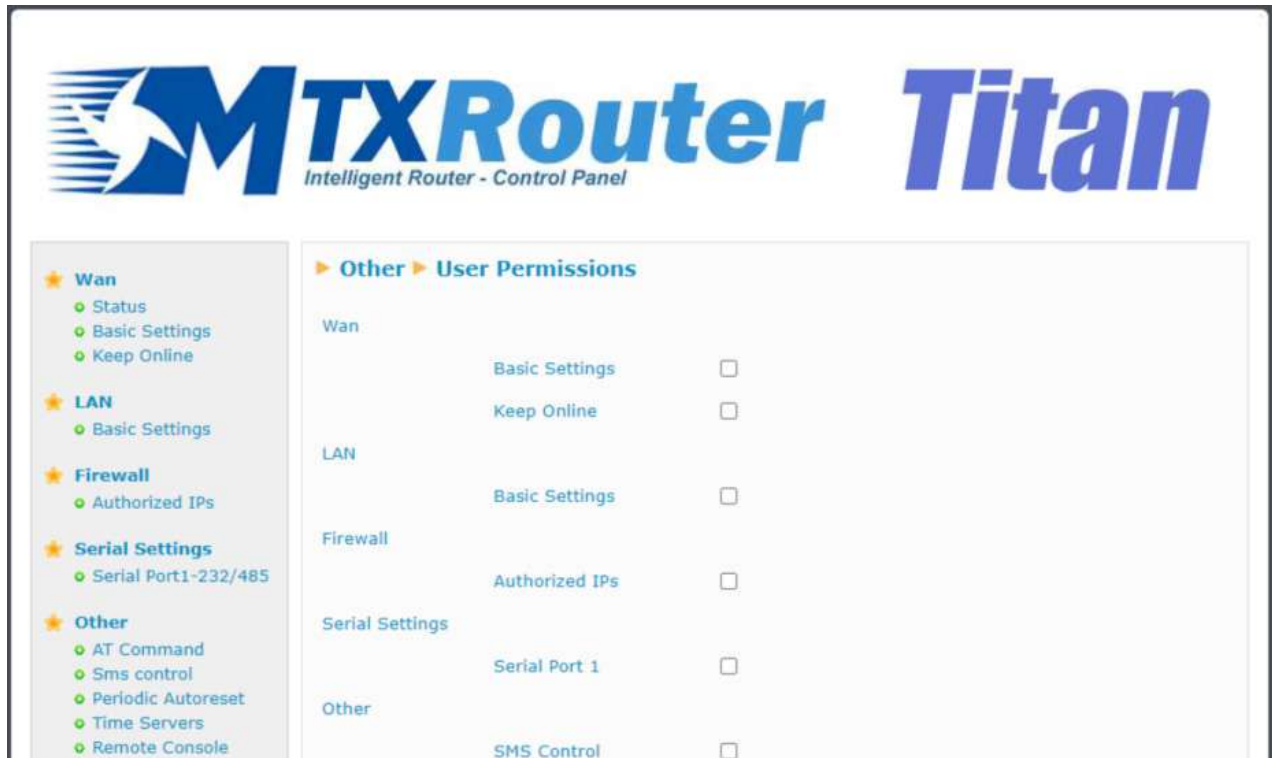 MTXRouter Titan
Intelligent Router - Control Panel
Wan
Status
Basic Settings
Keep Online
LAN
Basic Settings
Firewall
Authorized IPs
Serial Settings
Serial Port1-232/485
Other
AT Command
Sms control
Periodic Autoreset
Time Servers
Remote Console
Other User Permissions
Wan
Basic Settings
Keep Online
LAN
Basic Settings
Firewall
Authorized IPs
Serial Settings
Serial Port 1
Other
SMS Control